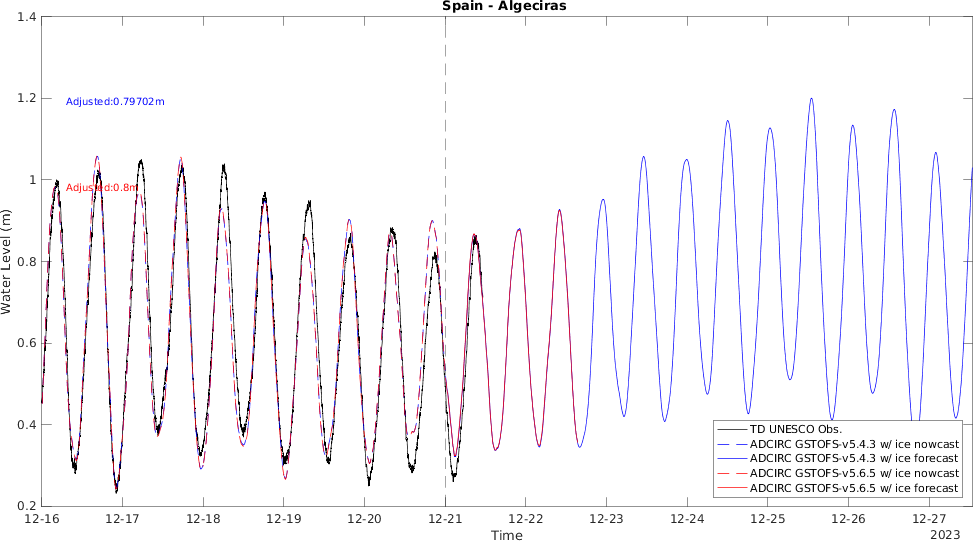 Spain - Algeciras
1.4
1.2
1
0.8
0.6
0.4
0.2
Water Level (m)
Adjusted:0.79702m
Adjusted:0.8m
TD UNESCO Obs.
ADCIRC GSTOFS-v5.4.3 w/ ice nowcast
ADCIRC GSTOFS-v5.4.3 w/ ice forecast
ADCIRC GSTOFS-v5.6.5 w/ ice nowcast
ADCIRC GSTOFS-v5.6.5 w/ ice forecast
12-16 12-17 12-18 12-19 12-20 12-21 12-22 12-23 12-24 12-25 12-26 12-27
Time
2023